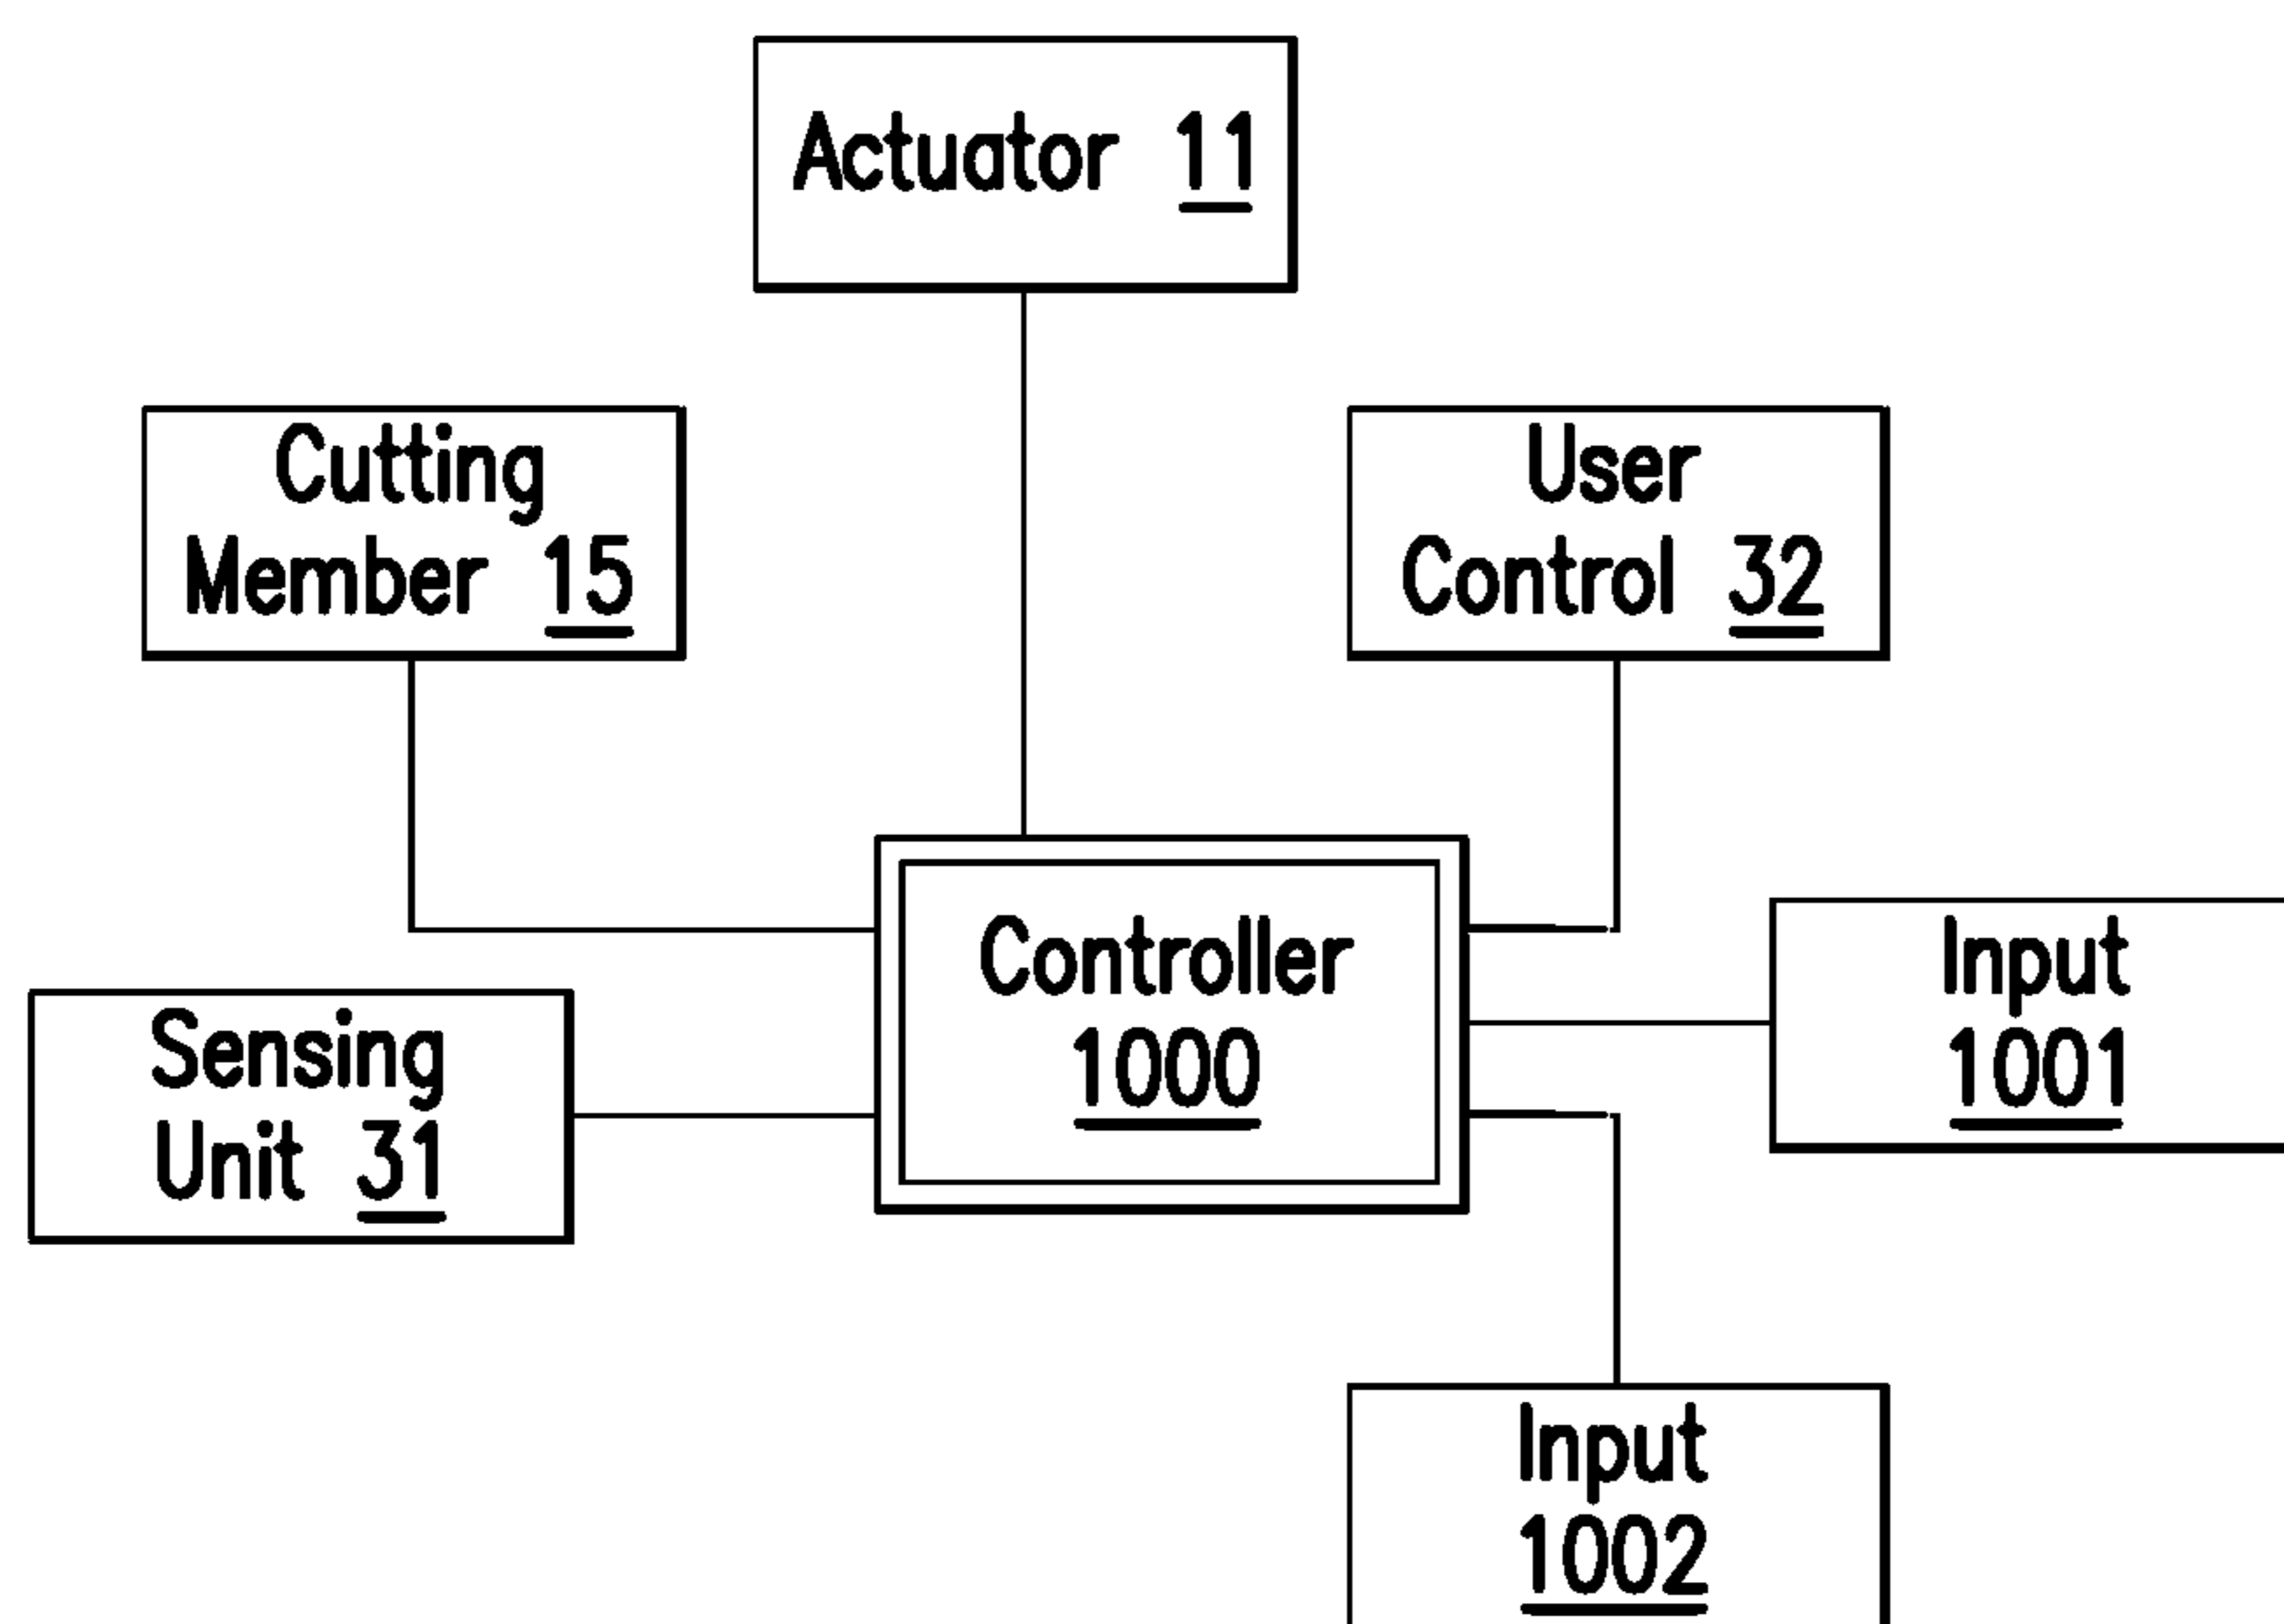 Actuator 11
Cutting
Member 15
User
Control 32
Controller
1000
Input
1001
Sensing
Unit 31
Input
1002